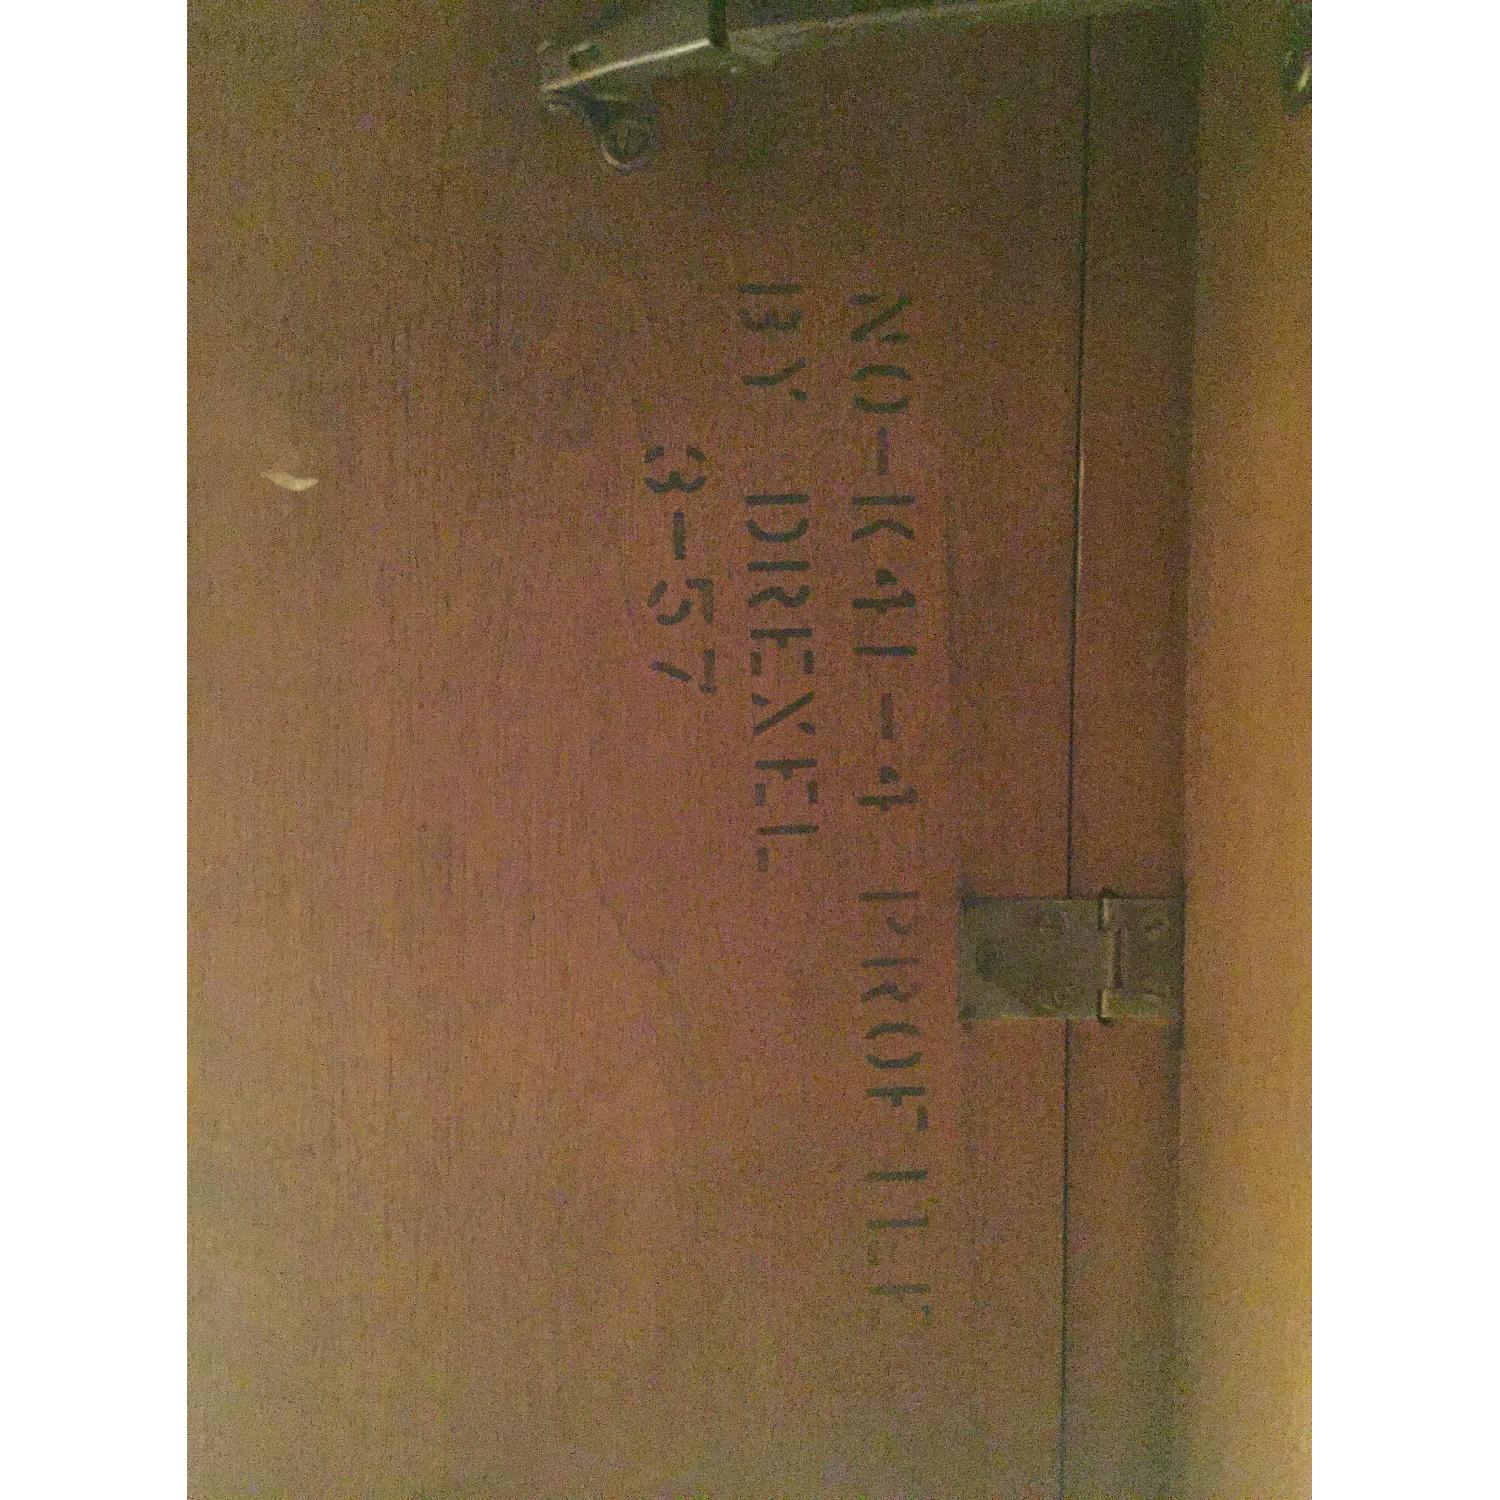 NO-K41-4 PROFILE
BY DREXEL
3-57